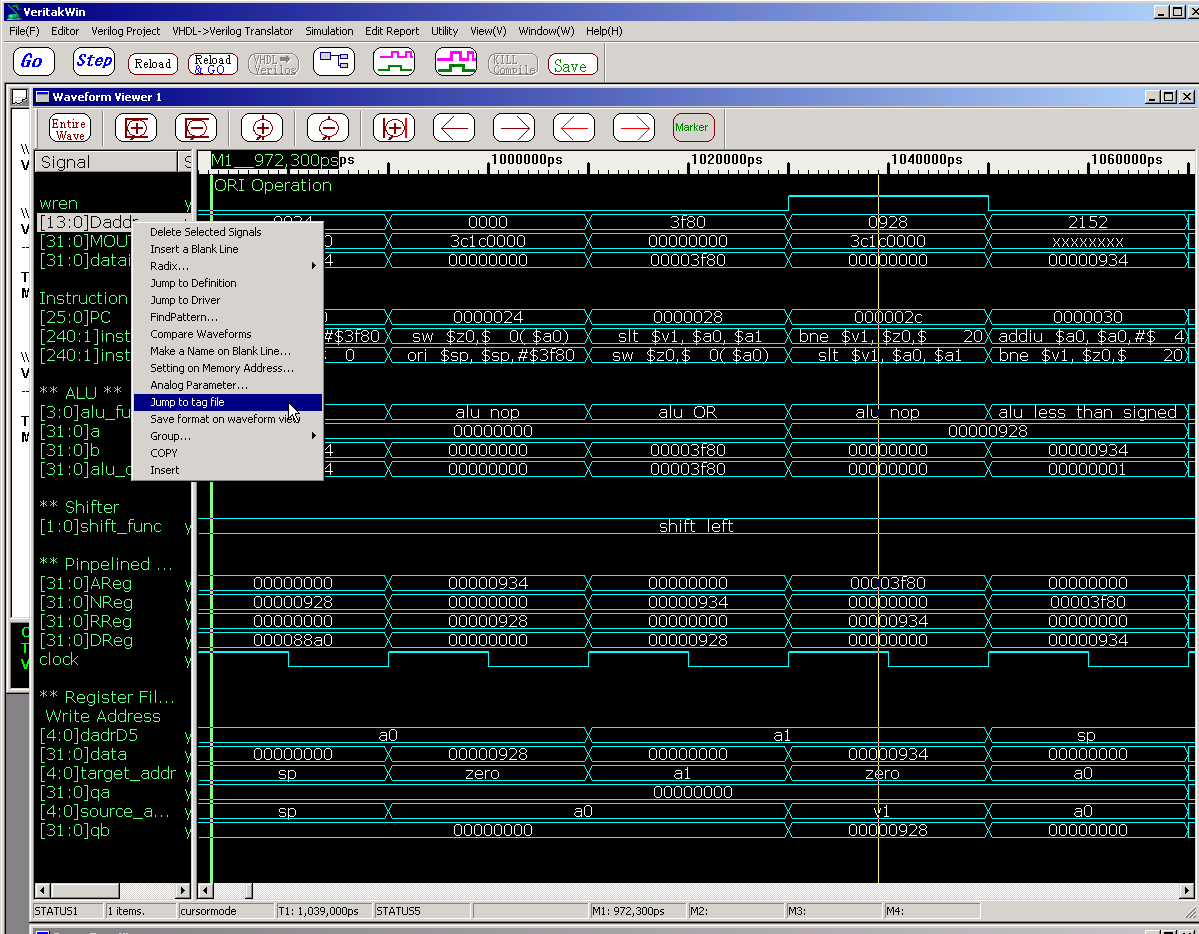 VeritakWin
File(F) Editor Verilog Project VHDL->Verilog Translator Simulation Edit Report Utility View(V) Window(W) Help(H)
Go Step Reload Reload & GO VHDL Verilog KILL Compile Save
Waveform Viewer 1
Entire Wave Marker
Signal S M1__972,300ps ps 1000000ps 1020000ps 1040000ps 1060000ps
ORI Operation
wren y
[13:0]Daddr 0934 0000 3f80 0928 2152
[31:0]MOUT 0 3c1c0000 00000000 3c1c0000 xxxxxxxx
[31:0]datai 4 00000000 00003f80 00000000 00000934
Instruction
[25:0]PC 0000024 0000028 000002c 0000030
[240:1]inst #$3f80 sw $z0,$ 0( $a0) slt $v1, $a0, $a1 bne $v1, $z0,$ 20 addiu $a0, $a0,#$ 4
[240:1]inst 0 ori $sp, $sp,#$3f80 sw $z0,$ 0( $a0) slt $v1, $a0, $a1 bne $v1, $z0,$ 20
** ALU **
[3:0]alu_fu alu_nop alu_OR alu_nop alu_less_than_signed
[31:0]a 00000000 00000928
[31:0]b 4 00000000 00003f80 00000000 00000934
[31:0]alu_o 4 00000000 00003f80 00000000 00000001
Delete Selected Signals
Insert a Blank Line
Radix...
Jump to Definition
Jump to Driver
FindPattern...
Compare Waveforms
Make a Name on Blank Line...
Setting on Memory Address...
Analog Parameter...
Jump to tag file
Save format on waveform view
Group...
COPY
Insert
** Shifter
[1:0]shift_func y shift_left
** Pinpelined ...
[31:0]AReg y 00000000 00000934 00000000 00003f80 00000000
[31:0]NReg y 00000928 00000000 00000934 00000000 00003f80
[31:0]RReg y 00000000 00000928 00000000 00000934 00000000
[31:0]DReg y 000088a0 00000000 00000928 00000000 00000934
clock y
** Register Fil...
Write Address
[4:0]dadrD5 y a0 a1 sp
[31:0]data y 00000000 00000928 00000000 00000934 00000000
[4:0]target_addr y sp zero a1 zero a0
[31:0]qa y 00000000
[4:0]source_a... y sp a0 v1 a0
[31:0]qb y 00000000 00000928 00000000
STATUS1 1 items. cursormode T1: 1,039,000ps STATUS5 M1: 972,300ps M2: M3: M4: